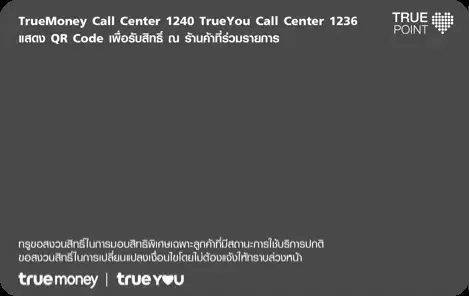 TrueMoney Call Center 1240 TrueYou Call Center 1236
แสดง QR Code เพื่อรับสิทธิ์ ณ ร้านค้าที่ร่วมรายการ
TRUE
POINT
ทรูขอสงวนสิทธิ์ในการมอบสิทธิพิเศษเฉพาะลูกค้าที่มีสถานะการใช้บริการปกติ
ขอสงวนสิทธิ์ในการเปลี่ยนแปลงเงื่อนไขโดยไม่ต้องแจ้งให้ทราบล่วงหน้า
truemoney | trueYOU